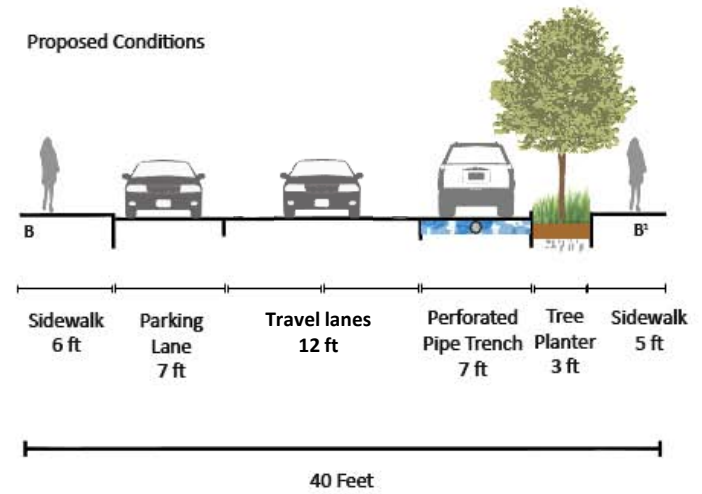 Proposed Conditions
B
B¹
Sidewalk
6 ft
Parking
Lane
7 ft
Travel lanes
12 ft
Perforated
Pipe Trench
7 ft
Tree
Planter
3 ft
Sidewalk
5 ft
40 Feet